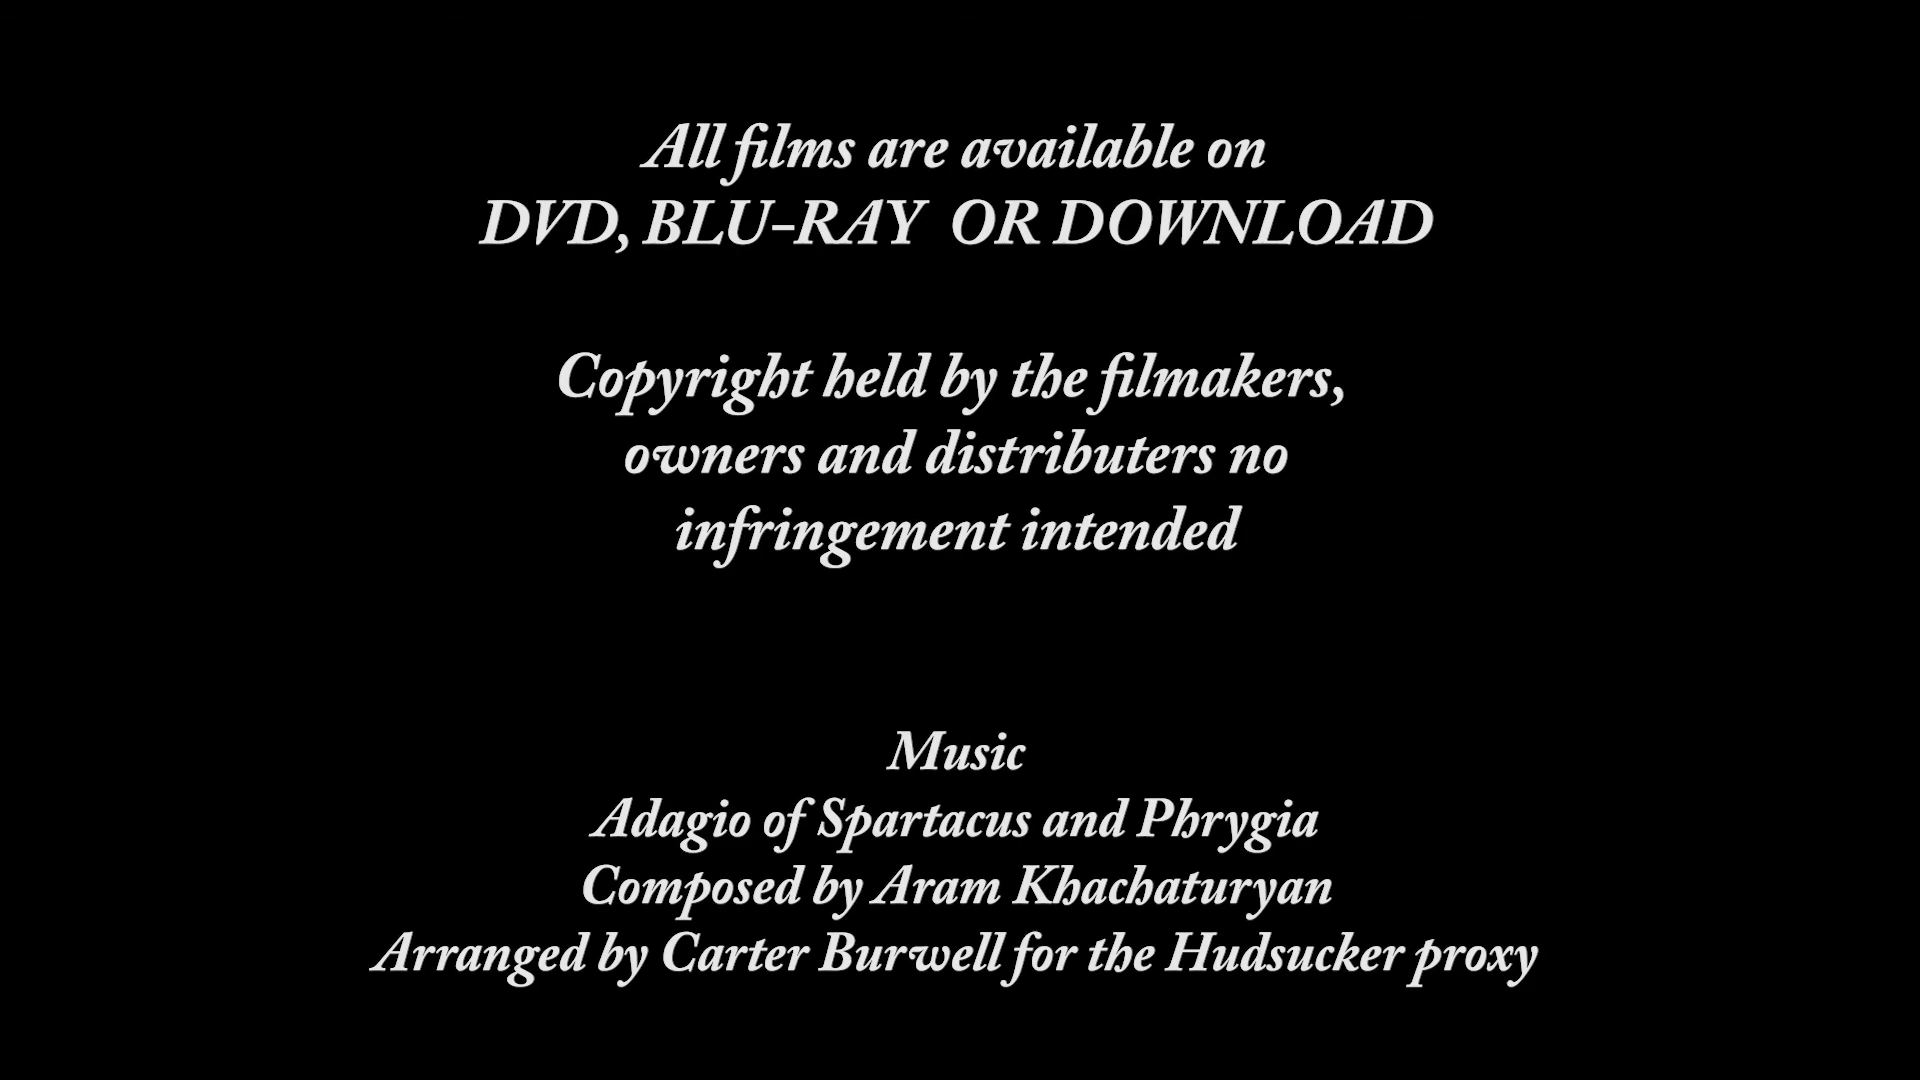 All films are available on
DVD, BLU-RAY OR DOWNLOAD
Copyright held by the filmakers,
owners and distributers no
infringement intended
Music
Adagio of Spartacus and Phrygia
Composed by Aram Khachaturyan
Arranged by Carter Burwell for the Hudsucker proxy